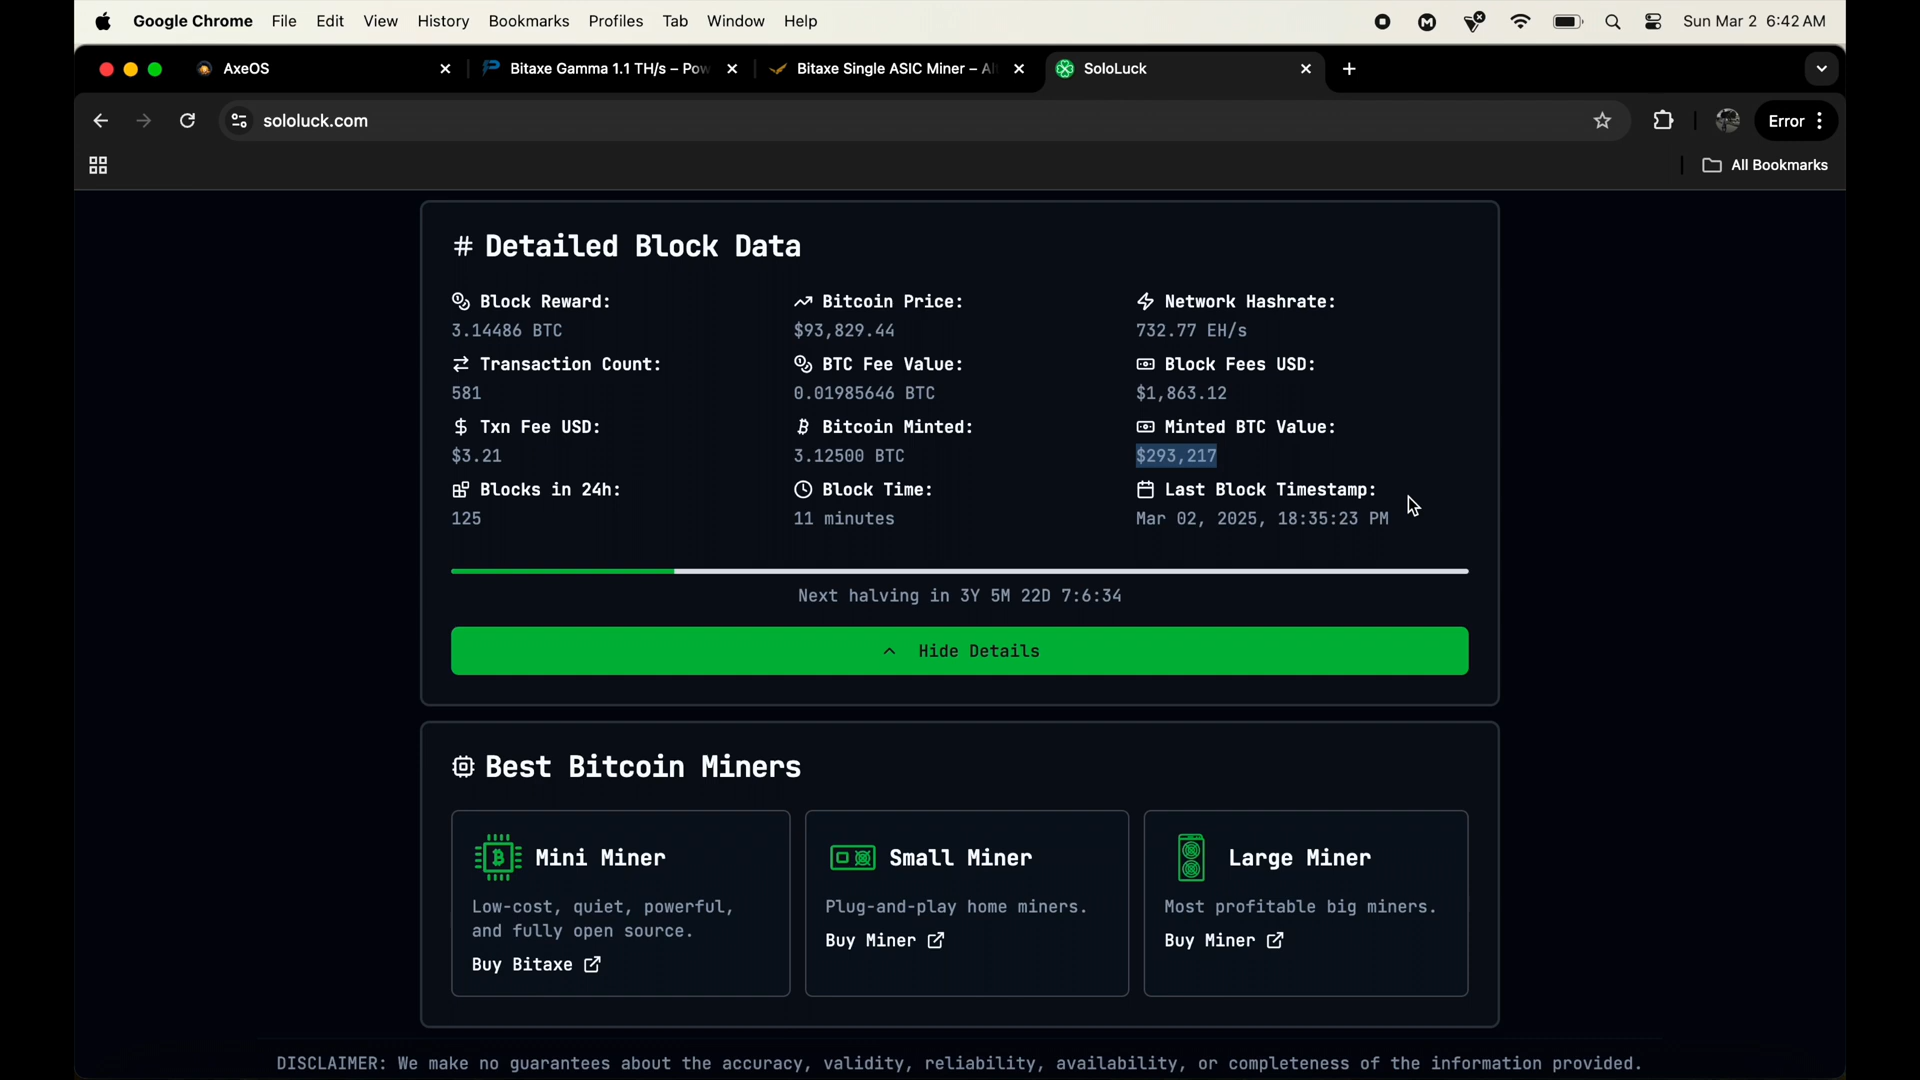 Google Chrome File Edit View History Bookmarks Profiles Tab Window Help Sun Mar 2 6:42 AM
AxeOS Bitaxe Gamma 1.1 TH/s – Pow Bitaxe Single ASIC Miner – Al SoloLuck
sololuck.com Error
All Bookmarks
# Detailed Block Data
Block Reward: Bitcoin Price: Network Hashrate:
3.14486 BTC $93,829.44 732.77 EH/s
Transaction Count: BTC Fee Value: Block Fees USD:
581 0.01985646 BTC $1,863.12
Txn Fee USD: Bitcoin Minted: Minted BTC Value:
$3.21 3.12500 BTC $293,217
Blocks in 24h: Block Time: Last Block Timestamp:
125 11 minutes Mar 02, 2025, 18:35:23 PM
Next halving in 3Y 5M 22D 7:6:34
Hide Details
Best Bitcoin Miners
Mini Miner Small Miner Large Miner
Low-cost, quiet, powerful, Plug-and-play home miners. Most profitable big miners.
and fully open source.
Buy Miner Buy Miner
Buy Bitaxe
DISCLAIMER: We make no guarantees about the accuracy, validity, reliability, availability, or completeness of the information provided.